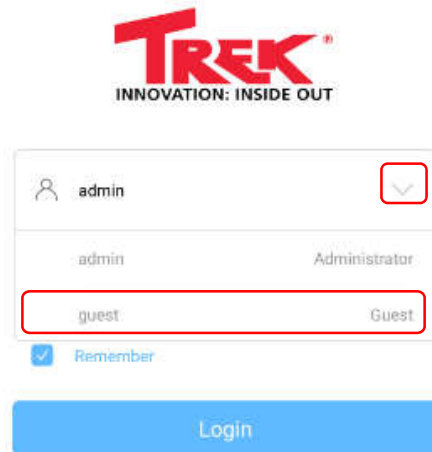 TREK®
INNOVATION: INSIDE OUT
admin
admin Administrator
guest Guest
Remember
Login